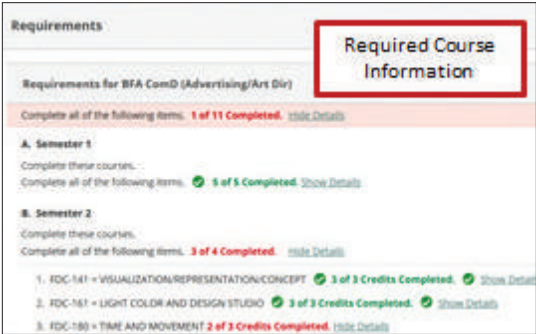 Requirements
Required Course
Information
Requirements for BFA ComD (Advertising/Art Dir)
Complete all of the following items. 1 of 11 Completed. Hide Details
A. Semester 1
Complete these courses.
Complete all of the following items. 5 of 5 Completed. Show Details
B. Semester 2
Complete these courses.
Complete all of the following items. 3 of 4 Completed. Hide Details
1. FDC-141 = VISUALIZATION/REPRESENTATION/CONCEPT 3 of 3 Credits Completed. Show Detail
2. FDC-161 = LIGHT COLOR AND DESIGN STUDIO 3 of 3 Credits Completed. Show Details
3. FDC-180 = TIME AND MOVEMENT 2 of 3 Credits Completed. Hide Details